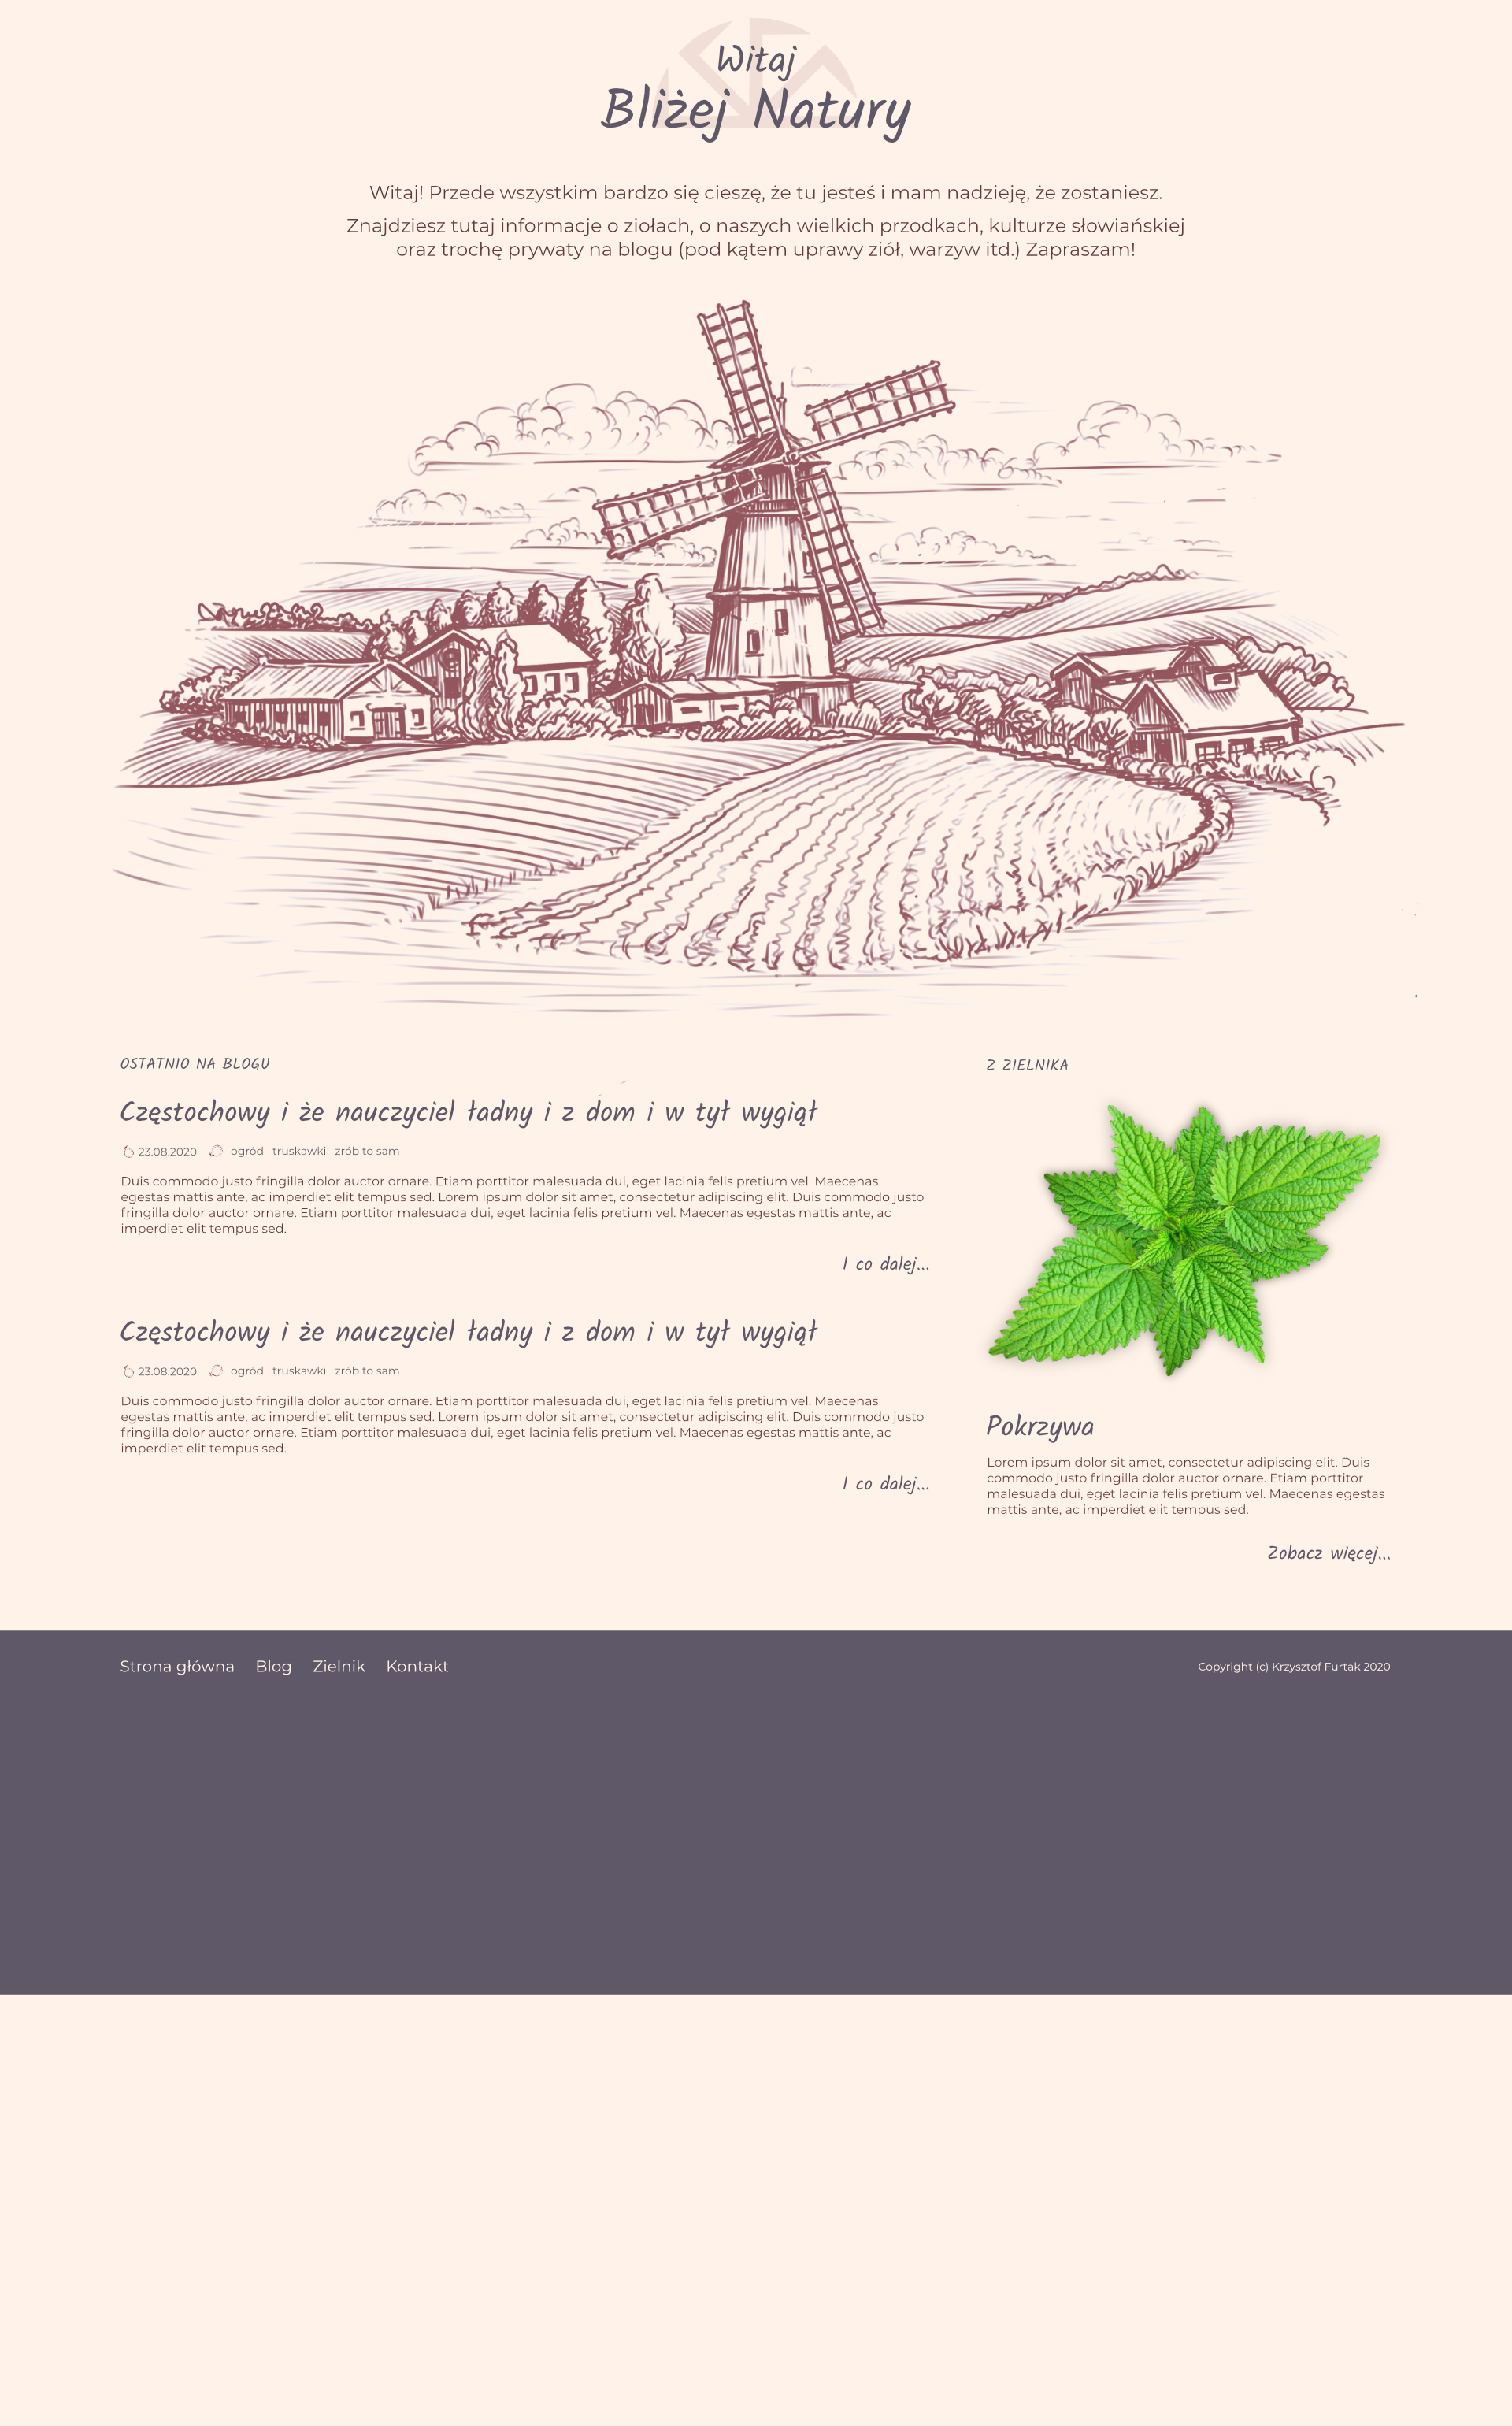 Witaj
Bliżej Natury
Witaj! Przede wszystkim bardzo się cieszę, że tu jesteś i mam nadzieję, że zostaniesz.
Znajdziesz tutaj informacje o ziołach, o naszych wielkich przodkach, kulturze słowiańskiej
oraz trochę prywaty na blogu (pod kątem uprawy ziół, warzyw itd.) Zapraszam!
OSTATNIO NA BLOGU
Częstochowy i że nauczyciel ładny i z dom i w tył wygiął
23.08.2020 ogród truskawki zrób to sam
Duis commodo justo fringilla dolor auctor ornare. Etiam porttitor malesuada dui, eget lacinia felis pretium vel. Maecenas
egestas mattis ante, ac imperdiet elit tempus sed. Lorem ipsum dolor sit amet, consectetur adipiscing elit. Duis commodo justo
fringilla dolor auctor ornare. Etiam porttitor malesuada dui, eget lacinia felis pretium vel. Maecenas egestas mattis ante, ac
imperdiet elit tempus sed.
I co dalej...
Częstochowy i że nauczyciel ładny i z dom i w tył wygiął
23.08.2020 ogród truskawki zrób to sam
Duis commodo justo fringilla dolor auctor ornare. Etiam porttitor malesuada dui, eget lacinia felis pretium vel. Maecenas
egestas mattis ante, ac imperdiet elit tempus sed. Lorem ipsum dolor sit amet, consectetur adipiscing elit. Duis commodo justo
fringilla dolor auctor ornare. Etiam porttitor malesuada dui, eget lacinia felis pretium vel. Maecenas egestas mattis ante, ac
imperdiet elit tempus sed.
I co dalej...
Z ZIELNIKA
Pokrzywa
Lorem ipsum dolor sit amet, consectetur adipiscing elit. Duis
commodo justo fringilla dolor auctor ornare. Etiam porttitor
malesuada dui, eget lacinia felis pretium vel. Maecenas egestas
mattis ante, ac imperdiet elit tempus sed.
Zobacz więcej...
Strona główna Blog Zielnik Kontakt
Copyright (c) Krzysztof Furtak 2020